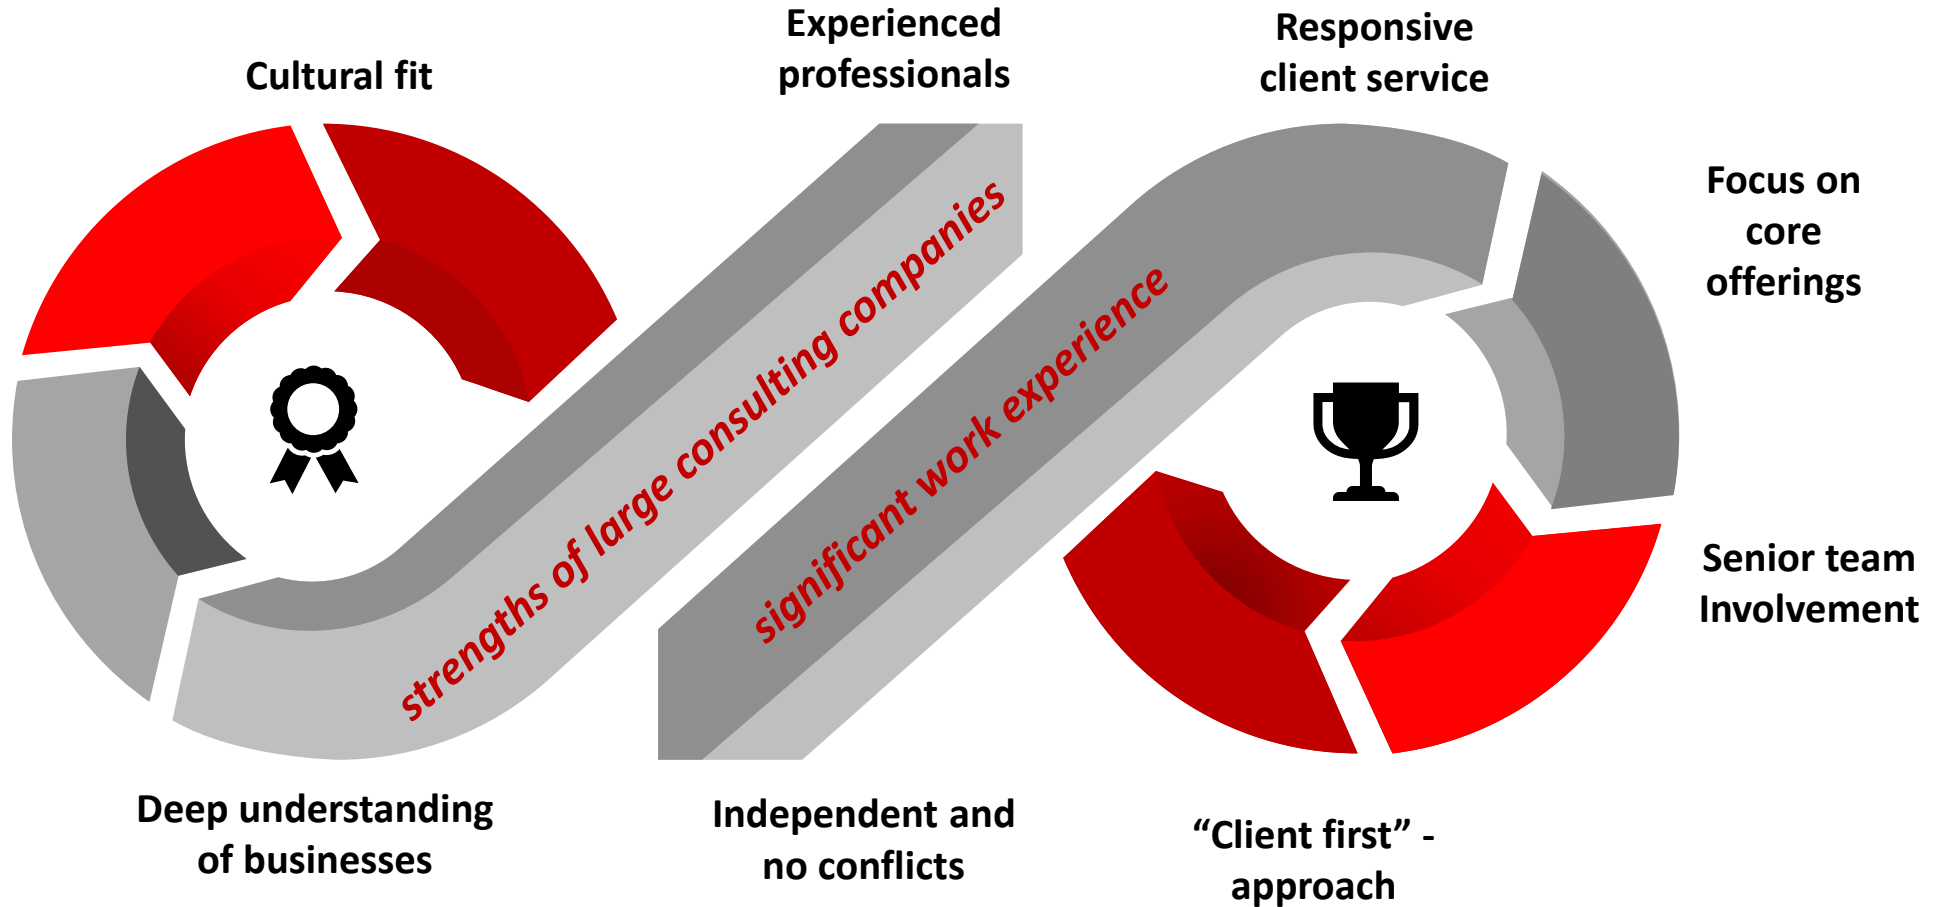 Cultural fit
Experienced
professionals
Responsive
client service
Focus on
core
offerings
strengths of large consulting companies
significant work experience
Senior team
Involvement
Deep understanding
of businesses
Independent and
no conflicts
“Client first” -
approach